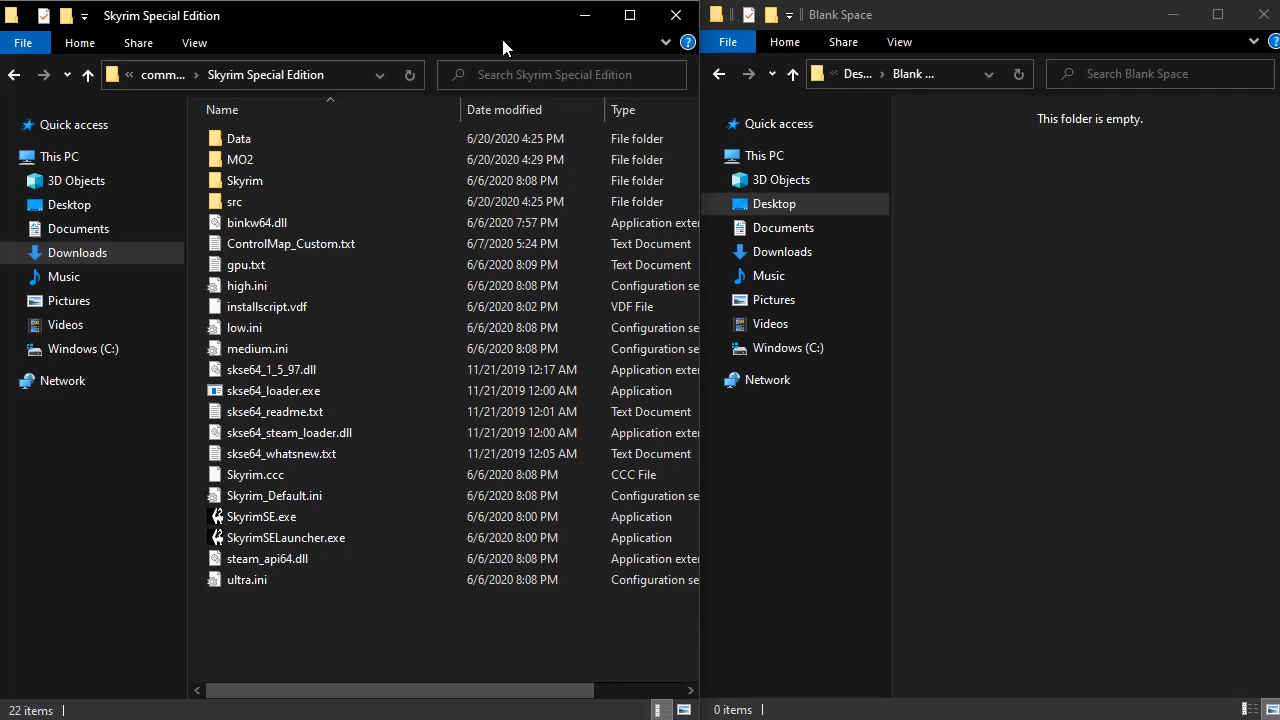 Skyrim Special Edition
File Home Share View
comm... Skyrim Special Edition
Search Skyrim Special Edition
Quick access
This PC
3D Objects
Desktop
Documents
Downloads
Music
Pictures
Videos
Windows (C:)
Network
Name Date modified Type
Data 6/20/2020 4:25 PM File folder
MO2 6/20/2020 4:29 PM File folder
Skyrim 6/6/2020 8:08 PM File folder
src 6/20/2020 4:25 PM File folder
binkw64.dll 6/6/2020 7:57 PM Application exter
ControlMap_Custom.txt 6/7/2020 5:24 PM Text Document
gpu.txt 6/6/2020 8:09 PM Text Document
high.ini 6/6/2020 8:08 PM Configuration se
installscript.vdf 6/6/2020 8:02 PM VDF File
low.ini 6/6/2020 8:08 PM Configuration se
medium.ini 6/6/2020 8:08 PM Configuration se
skse64_1_5_97.dll 11/21/2019 12:17 AM Application exter
skse64_loader.exe 11/21/2019 12:00 AM Application
skse64_readme.txt 11/21/2019 12:01 AM Text Document
skse64_steam_loader.dll 11/21/2019 12:00 AM Application exter
skse64_whatsnew.txt 11/21/2019 12:05 AM Text Document
Skyrim.ccc 6/6/2020 8:08 PM CCC File
Skyrim_Default.ini 6/6/2020 8:08 PM Configuration se
SkyrimSE.exe 6/6/2020 8:00 PM Application
SkyrimSELauncher.exe 6/6/2020 8:00 PM Application
steam_api64.dll 6/6/2020 8:08 PM Application exter
ultra.ini 6/6/2020 8:08 PM Configuration se
22 items
Blank Space
File Home Share View
Des... Blank ...
Search Blank Space
Quick access
This PC
3D Objects
Desktop
Documents
Downloads
Music
Pictures
Videos
Windows (C:)
Network
This folder is empty.
0 items